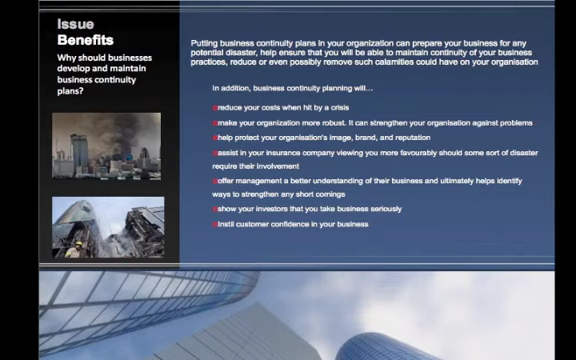 Issue
Benefits
Why should businesses
develop and maintain
business continuity
plans?
Putting business continuity plans in your organization can prepare your business for any
potential disaster, help ensure that you will be able to maintain continuity of your business
practices, reduce or even possibly remove such calamities could have on your organisation
In addition, business continuity planning will…
reduce your costs when hit by a crisis
make your organization more robust. It can strengthen your organisation against problems
help protect your organisation's image, brand, and reputation
assist in your insurance company viewing you more favourably should some sort of disaster
require their involvement
offer management a better understanding of their business and ultimately helps identify
ways to strengthen any short comings
show your investors that you take business seriously
Instil customer confidence in your business